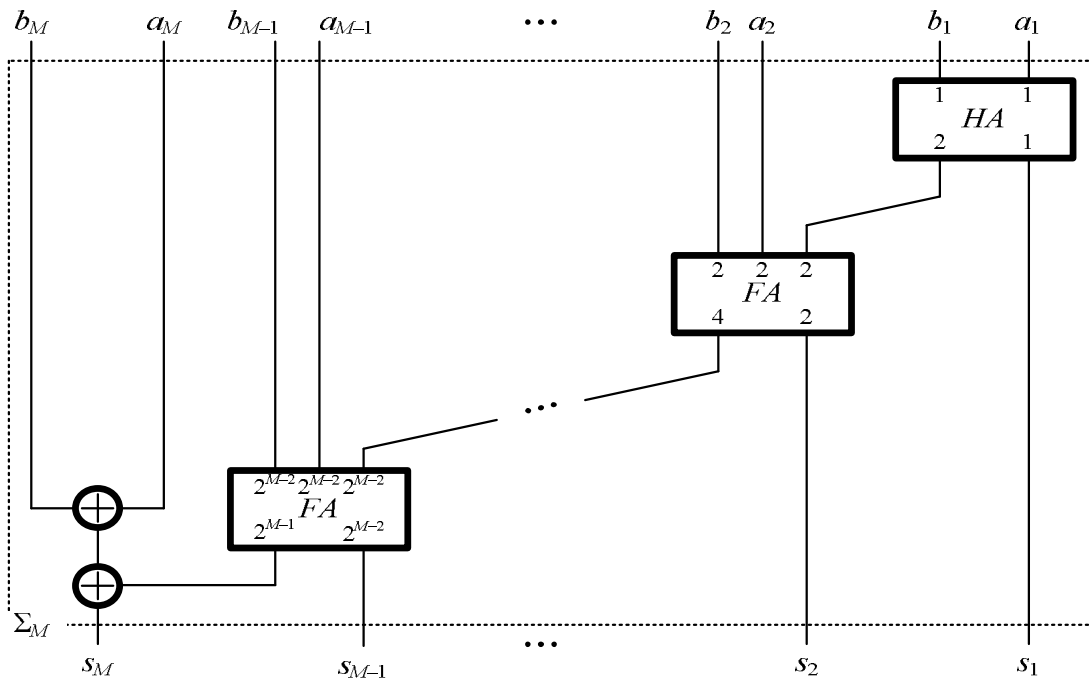 b_M a_M b_{M–1} a_{M–1} ... b_2 a_2 b_1 a_1
1 1
HA
2 1
2 2 2
FA
4 2
...
2^{M–2} 2^{M–2} 2^{M–2}
FA
2^{M–1} 2^{M–2}
Σ_M
s_M s_{M–1} ... s_2 s_1